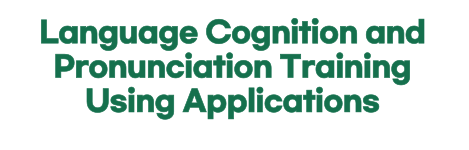 Language Cognition and
Pronunciation Training
Using Applications